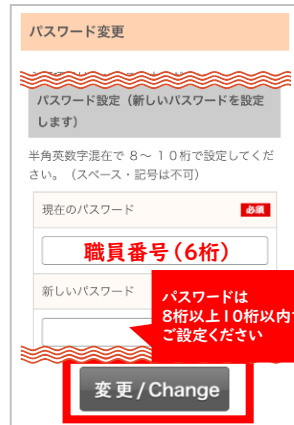 パスワード変更
パスワード設定（新しいパスワードを設定
します）
半角英数字混在で 8～ 10桁で設定してくだ
さい。（スペース・記号は不可）
現在のパスワード 必須
職員番号（6桁）
新しいパスワード
パスワードは
8桁以上10桁以内で
ご設定ください
変更/Change